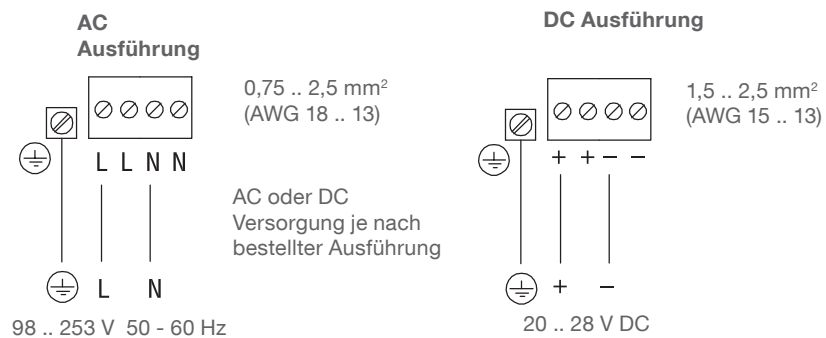 AC
Ausführung
0,75 .. 2,5 mm²
(AWG 18 .. 13)
L L N N
L N
98 .. 253 V 50 - 60 Hz
AC oder DC
Versorgung je nach
bestellter Ausführung
DC Ausführung
1,5 .. 2,5 mm²
(AWG 15 .. 13)
+ + − −
+ −
20 .. 28 V DC